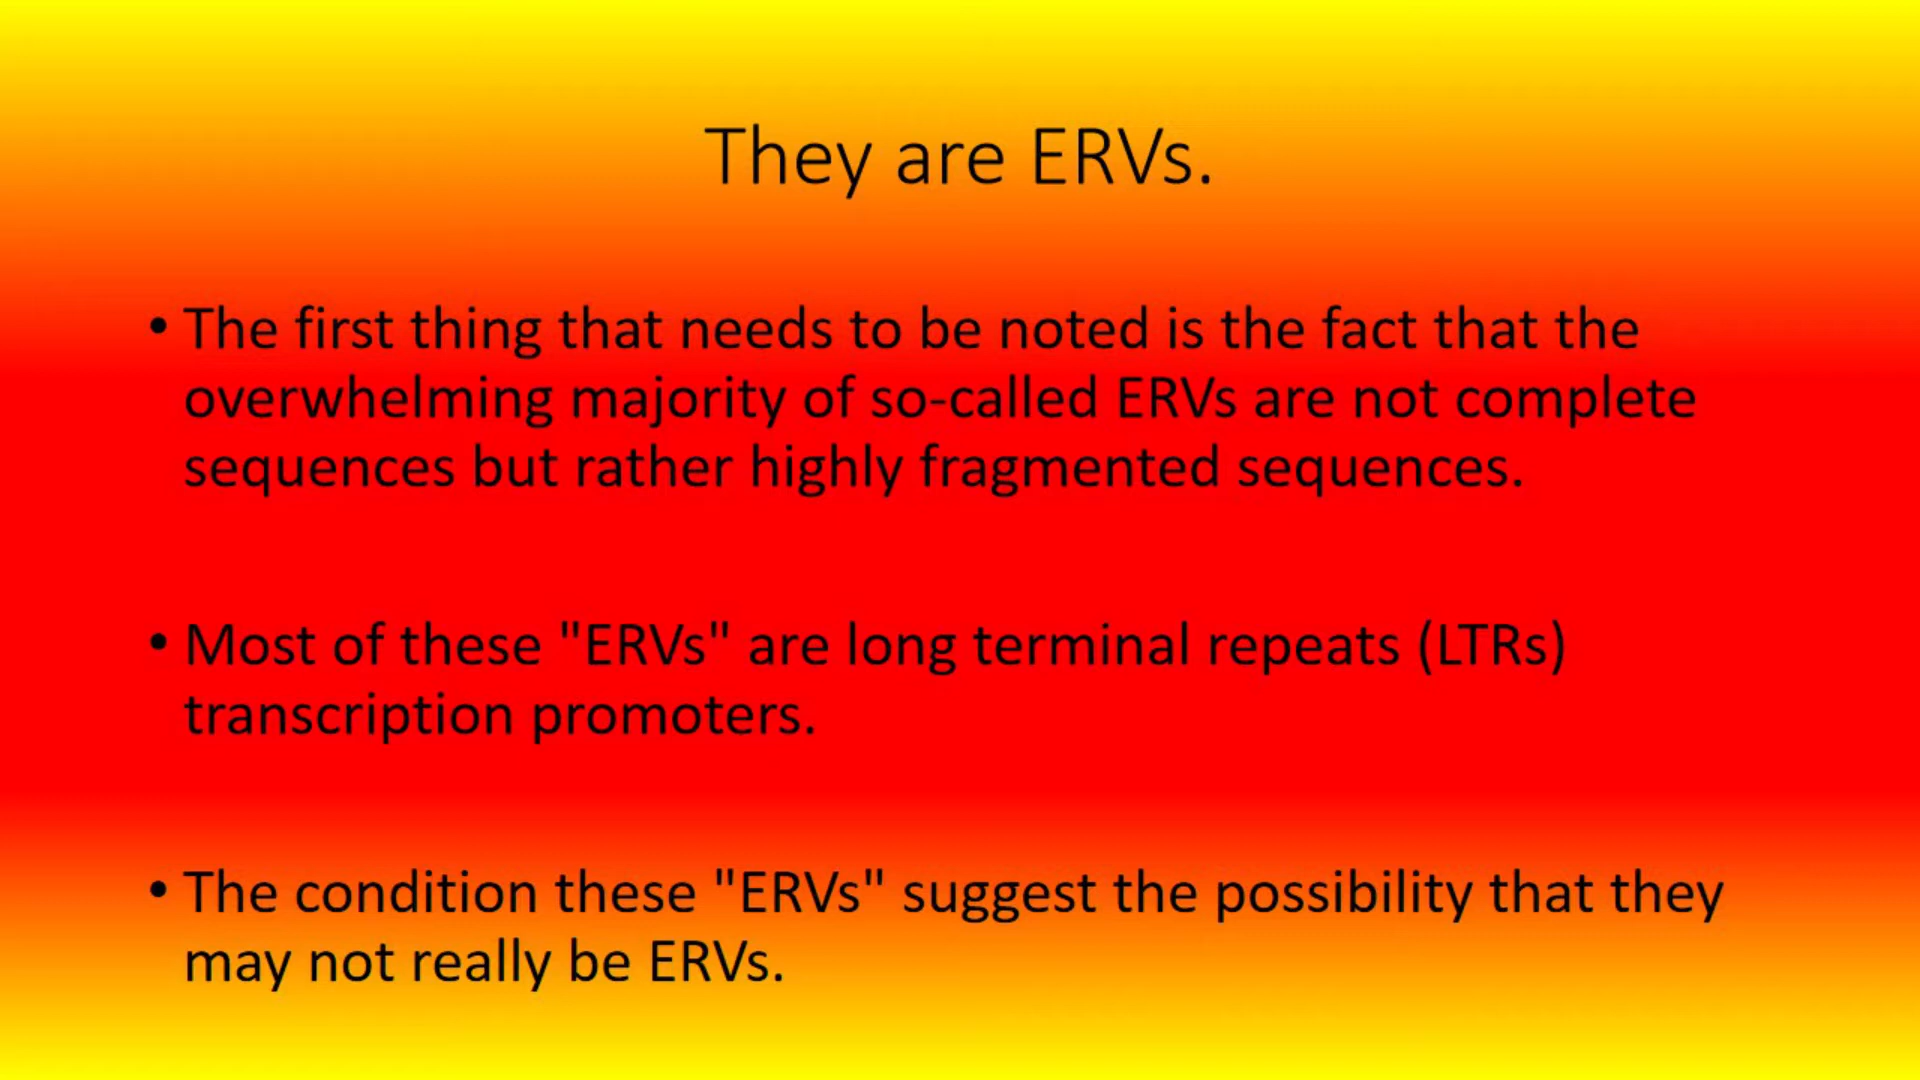 They are ERVs.
• The first thing that needs to be noted is the fact that the
overwhelming majority of so-called ERVs are not complete
sequences but rather highly fragmented sequences.
• Most of these "ERVs" are long terminal repeats (LTRs)
transcription promoters.
• The condition these "ERVs" suggest the possibility that they
may not really be ERVs.